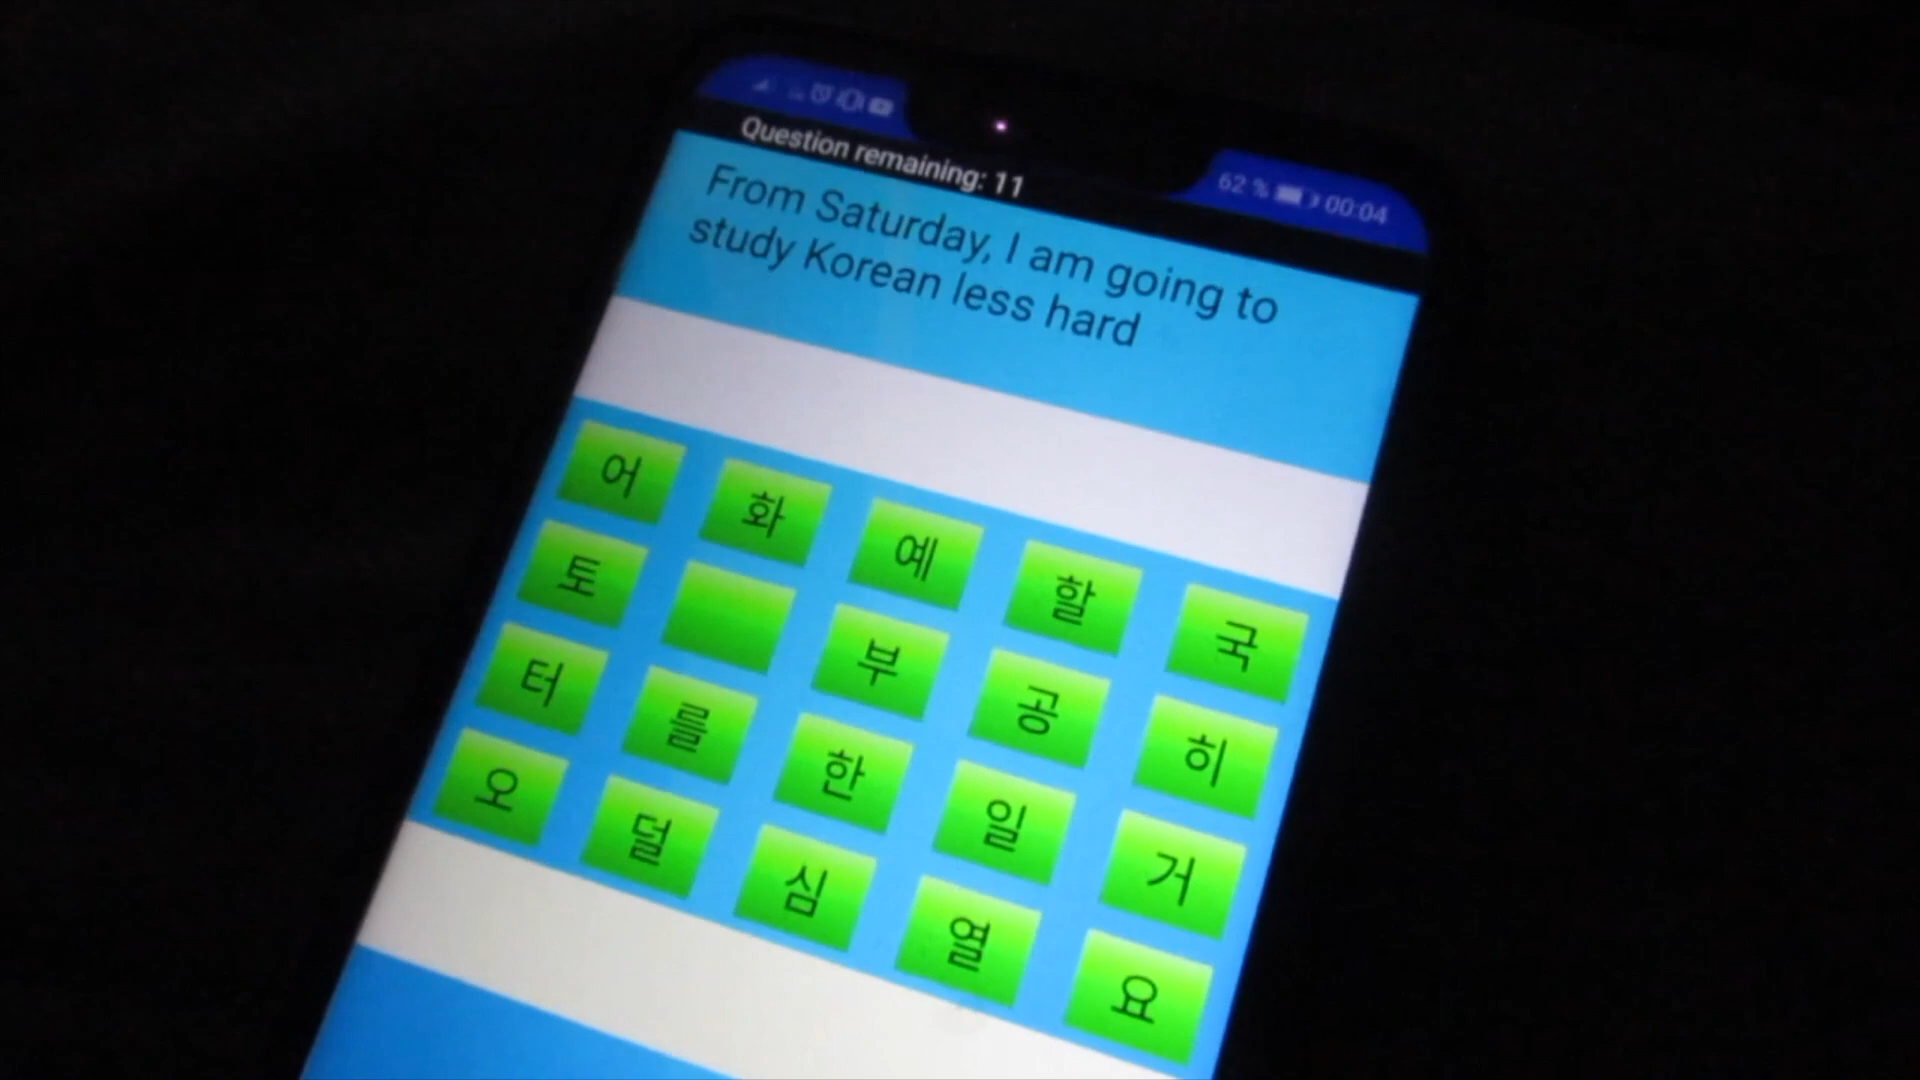 Question remaining: 11
62 % 00:04
From Saturday, I am going to
study Korean less hard
어 화 예 할 국
토 부 공 히
터 를 한 일 거
오 덜 심 열 요